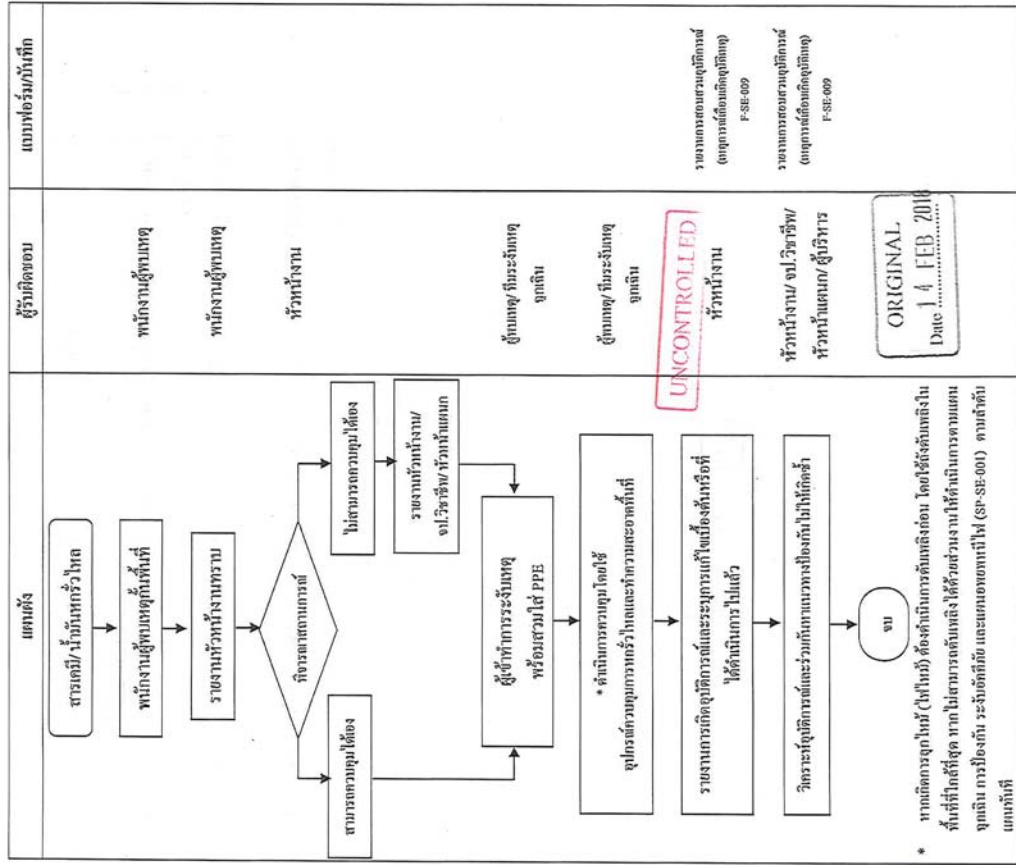 แผนผัง
ผู้รับผิดชอบ
แบบฟอร์ม/บันทึก
สารเคมี/ น้ำมันหกรั่วไหล
พนักงานผู้พบเหตุกั้นพื้นที่
พนักงานผู้พบเหตุ
รายงานหัวหน้างานทราบ
พนักงานผู้พบเหตุ
พิจารณาสถานการณ์
หัวหน้างาน
สามารถควบคุมได้เอง
ไม่สามารถควบคุมได้เอง
รายงานหัวหน้างาน/
จป.วิชาชีพ/ หัวหน้าแผนก
ผู้เข้าทำการระงับเหตุ
พร้อมสวมใส่ PPE
ผู้พบเหตุ/ ทีมระงับเหตุ
ฉุกเฉิน
* ดำเนินการควบคุมโดยใช้
อุปกรณ์ควบคุมการหกรั่วไหลและทำความสะอาดพื้นที่
ผู้พบเหตุ/ ทีมระงับเหตุ
ฉุกเฉิน
UNCONTROLLED
รายงานการเกิดอุบัติการณ์และระบุการแก้ไขเบื้องต้นหรือที่
ได้ดำเนินการไปแล้ว
หัวหน้างาน
รายงานการสอบสวนอุบัติการณ์
(เหตุการณ์เกือบเกิดอุบัติเหตุ)
F-SE-009
วิเคราะห์อุบัติการณ์และร่วมกันหาแนวทางป้องกันไม่ให้เกิดซ้ำ
หัวหน้างาน/ จป.วิชาชีพ/
หัวหน้าแผนก/ ผู้บริหาร
รายงานการสอบสวนอุบัติการณ์
(เหตุการณ์เกือบเกิดอุบัติเหตุ)
F-SE-009
จบ
ORIGINAL
Date 14 FEB 2018
* หากเกิดการลุกไหม้ (ไฟไหม้) ต้องดำเนินการดับเพลิงก่อน โดยใช้ถังดับเพลิงใน
พื้นที่ที่ใกล้ที่สุด หากไม่สามารถดับเพลิงได้ด้วยส่วนงานให้ดำเนินการตามแผน
ฉุกเฉิน การป้องกัน ระงับอัคคีภัย และแผนอพยพหนีไฟ (SP-SE-001) ตามลำดับ
แผนทันที